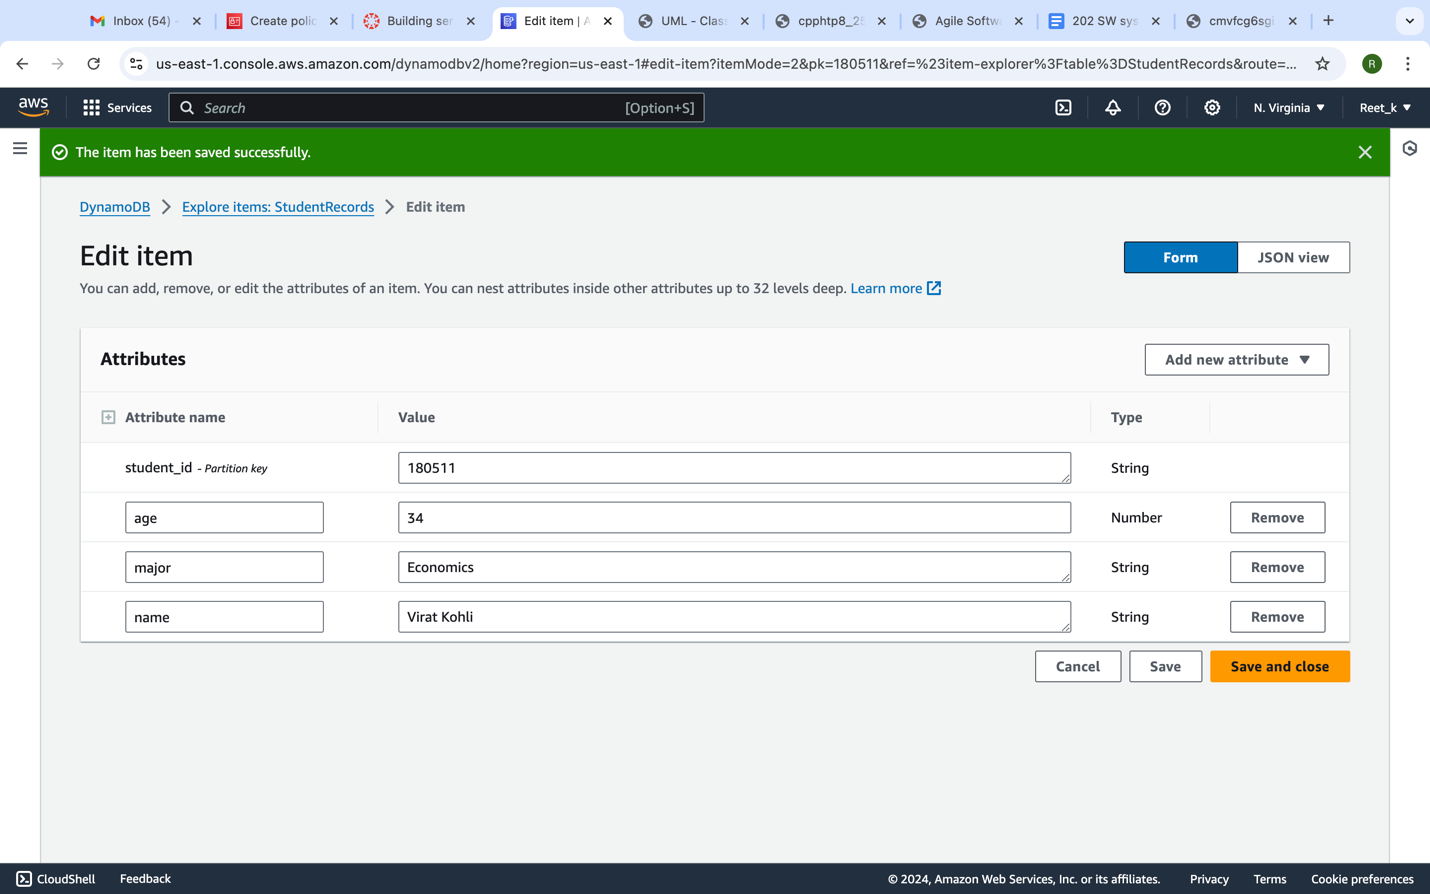 Inbox (54) -
Create polic
Building ser
Edit item | A
UML - Clas
cpphtp8_2
Agile Softw
202 SW sys
cmvfcg6sgi
us-east-1.console.aws.amazon.com/dynamodbv2/home?region=us-east-1#edit-item?itemMode=2&pk=180511&ref=%23item-explorer%3Ftable%3DStudentRecords&route=...
R
aws
Services
Search
[Option+S]
N. Virginia
Reet_k
The item has been saved successfully.
DynamoDB
Explore items: StudentRecords
Edit item
Edit item
Form
JSON view
You can add, remove, or edit the attributes of an item. You can nest attributes inside other attributes up to 32 levels deep. Learn more
Attributes
Add new attribute
Attribute name
Value
Type
student_id - Partition key
180511
String
age
34
Number
Remove
major
Economics
String
Remove
name
Virat Kohli
String
Remove
Cancel
Save
Save and close
CloudShell
Feedback
© 2024, Amazon Web Services, Inc. or its affiliates.
Privacy
Terms
Cookie preferences